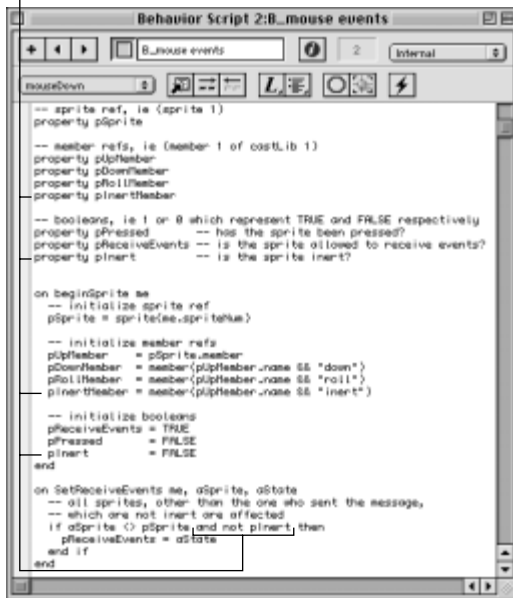 Behavior Script 2:B_mouse events
B_mouse events
2
Internal
mouseDown
L
-- sprite ref, ie (sprite 1)
property pSprite
-- member refs, ie (member 1 of castLib 1)
property pUpMember
property pDownMember
property pRollMember
property pInertMember
-- booleans, ie 1 or 0 which represent TRUE and FALSE respectively
property pPressed -- has the sprite been pressed?
property pReceiveEvents -- is the sprite allowed to receive events?
property pInert -- is the sprite inert?
on beginSprite me
-- initialize sprite ref
pSprite = sprite(me.spriteNum)
-- initialize member refs
pUpMember = pSprite.member
pDownMember = member(pUpMember.name && "down")
pRollMember = member(pUpMember.name && "roll")
pInertMember = member(pUpMember.name && "inert")
-- initialize booleans
pReceiveEvents = TRUE
pPressed = FALSE
pInert = FALSE
end
on SetReceiveEvents me, aSprite, aState
-- all sprites, other than the one who sent the message,
-- which are not inert are affected
if aSprite <> pSprite and not pInert then
pReceiveEvents = aState
end if
end